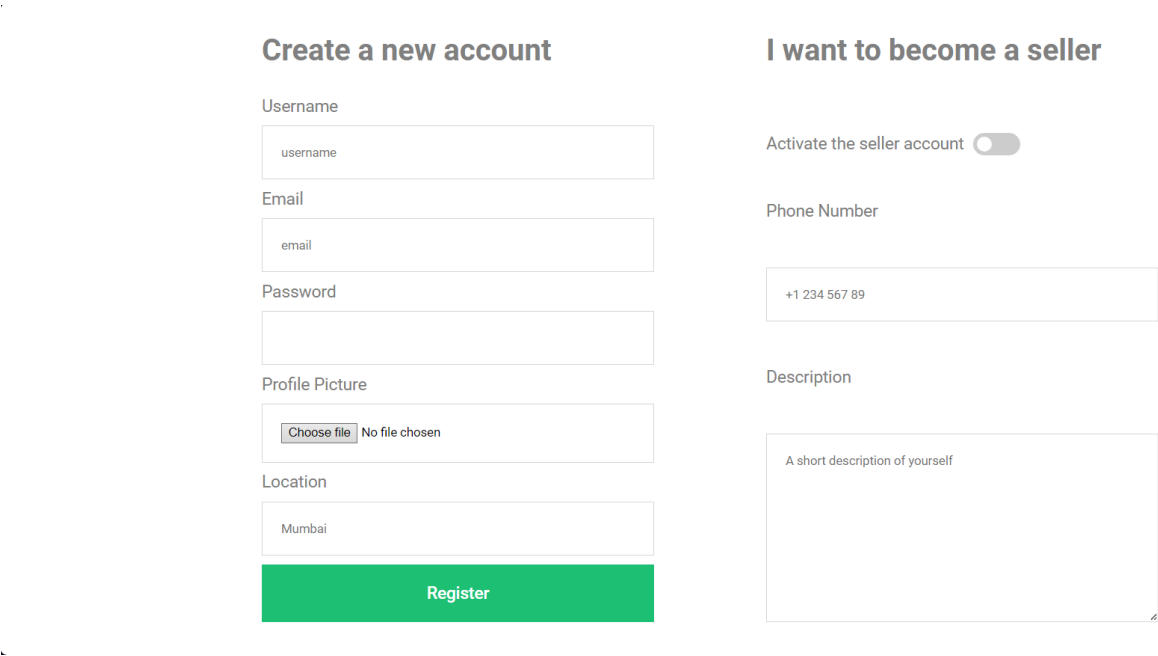 Create a new account
Username
username
Email
email
Password
Profile Picture
Choose file No file chosen
Location
Mumbai
Register
I want to become a seller
Activate the seller account
Phone Number
+1 234 567 89
Description
A short description of yourself